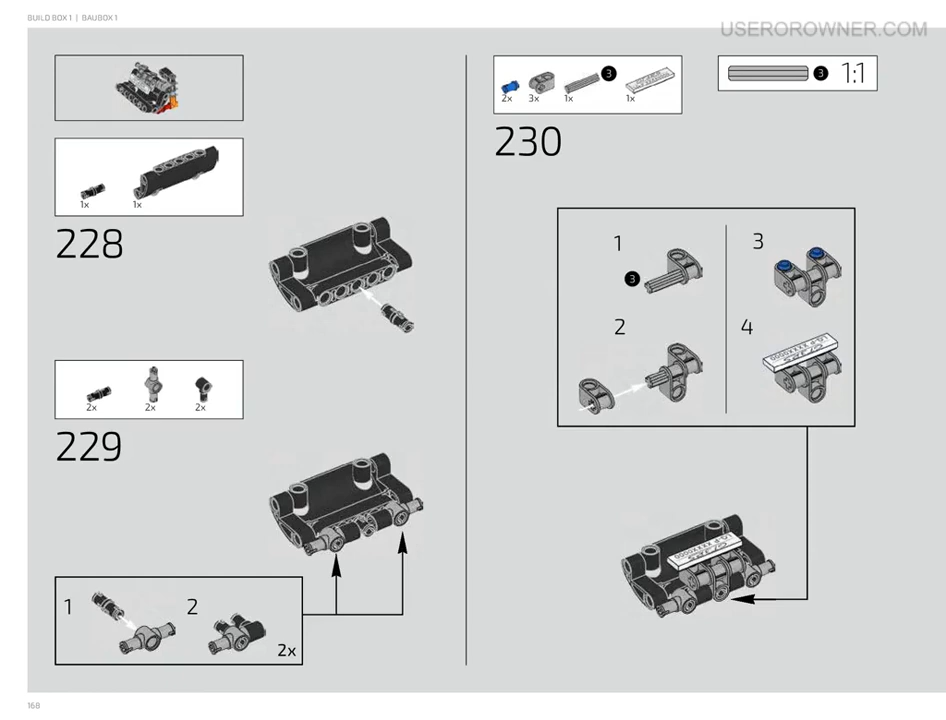 BUILD BOX 1 | BAUBOX 1
USEROROWNER.COM
1x
1x
228
2x
2x
2x
229
1
2
2x
2x
3x
1x
3
1x
3
1:1
230
1
3
3
2
4
168